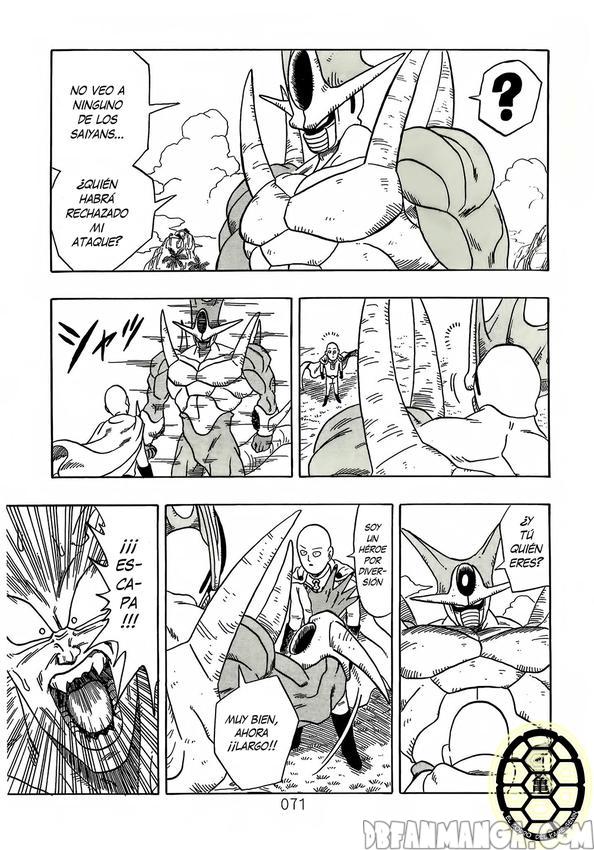 ?
NO VEO A
NINGUNO
DE LOS
SAIYANS...
¿QUIÉN
HABRÁ
RECHAZADO
MI
ATAQUE?
シャッ
¿Y
TÚ
QUIÉN
ERES?
SOY
UN
HÉROE
POR
DIVER-
SIÓN
MUY BIEN,
AHORA
¡¡LARGO!!
¡¡¡
ES-
CA-
PA
!!!
071
亀
DBFANMANGA.COM